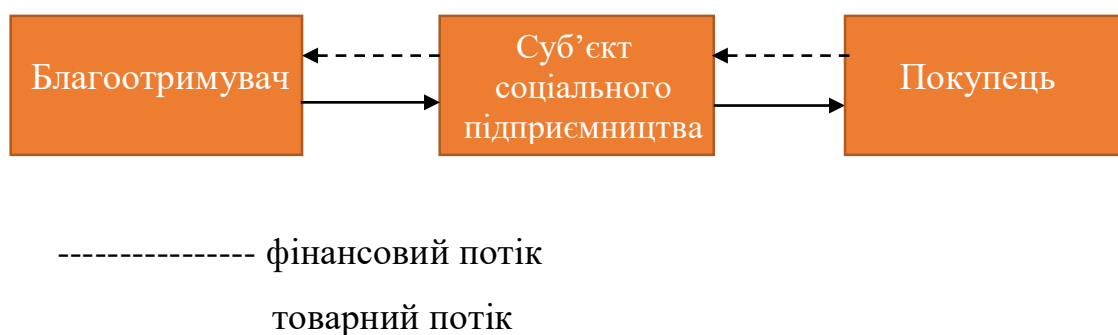 Благоотримувач
Суб’єкт
соціального
підприємництва
Покупець
---------------- фінансовий потік
товарний потік